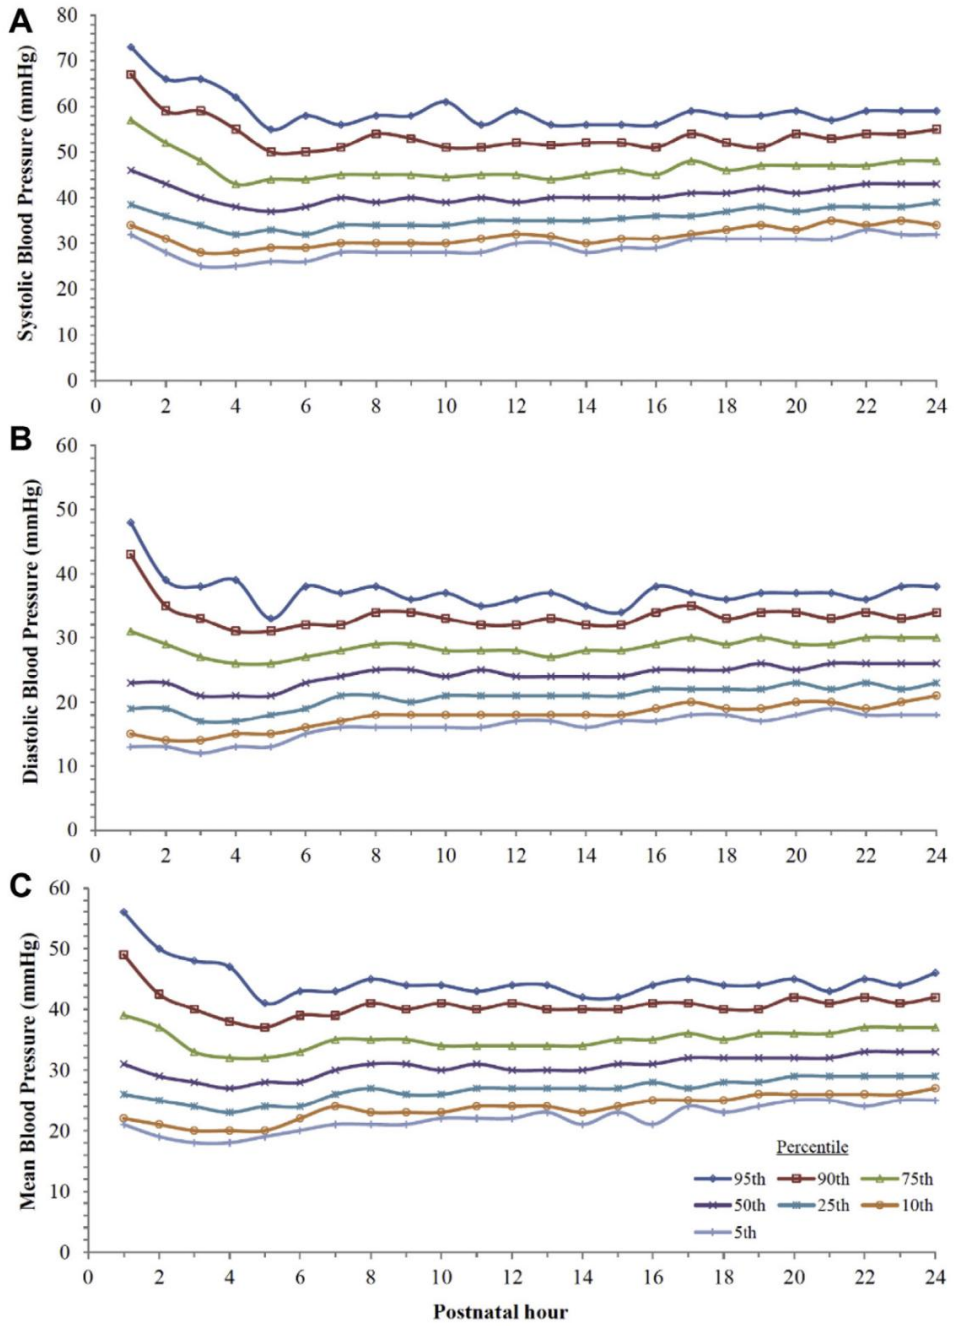 A
Systolic Blood Pressure (mmHg)
80
70
60
50
40
30
20
10
0
0 2 4 6 8 10 12 14 16 18 20 22 24
B
Diastolic Blood Pressure (mmHg)
60
50
40
30
20
10
0
0 2 4 6 8 10 12 14 16 18 20 22 24
C
Mean Blood Pressure (mmHg)
60
50
40
30
20
10
0
Percentile
95th 90th 75th
50th 25th 10th
5th
0 2 4 6 8 10 12 14 16 18 20 22 24
Postnatal hour